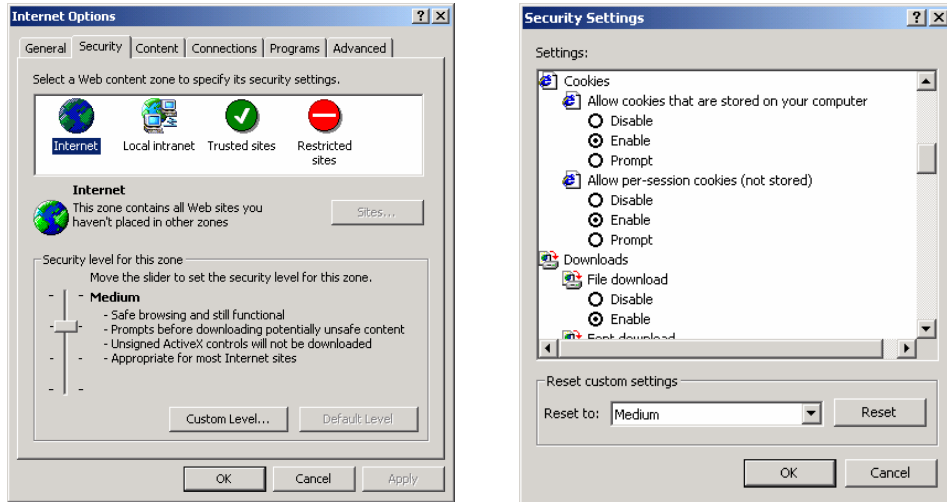 Internet Options
General Security Content Connections Programs Advanced
Select a Web content zone to specify its security settings.
Internet Local intranet Trusted sites Restricted
sites
Internet
This zone contains all Web sites you
haven't placed in other zones
Sites...
Security level for this zone
Move the slider to set the security level for this zone.
Medium
- Safe browsing and still functional
- Prompts before downloading potentially unsafe content
- Unsigned ActiveX controls will not be downloaded
- Appropriate for most Internet sites
Custom Level... Default Level
OK Cancel Apply
Security Settings
Settings:
Cookies
Allow cookies that are stored on your computer
Disable
Enable
Prompt
Allow per-session cookies (not stored)
Disable
Enable
Prompt
Downloads
File download
Disable
Enable
Font download
Reset custom settings
Reset to: Medium Reset
OK Cancel